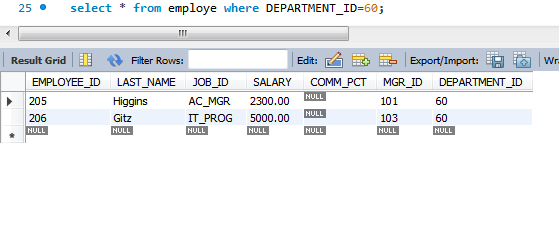 25 select * from employe where DEPARTMENT_ID=60;
Result Grid Filter Rows: Edit: Export/Import: Wra
EMPLOYEE_ID LAST_NAME JOB_ID SALARY COMM_PCT MGR_ID DEPARTMENT_ID
205 Higgins AC_MGR 2300.00 NULL 101 60
206 Gitz IT_PROG 5000.00 NULL 103 60
NULL NULL NULL NULL NULL NULL NULL